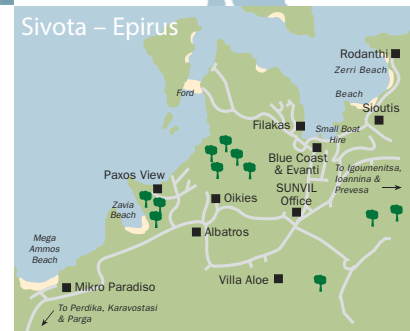 Sivota – Epirus
Rodanthi
Zerri Beach
Ford
Beach
Sioutis
Filakas
Small Boat
Hire
Blue Coast
& Evanti
To Igoumenitsa,
Ioannina &
Prevesa
Paxos View
SUNVIL
Office
Oikies
Zavia
Beach
Albatros
Mega
Ammos
Beach
Villa Aloe
Mikro Paradiso
To Perdika, Karavostasi
& Parga